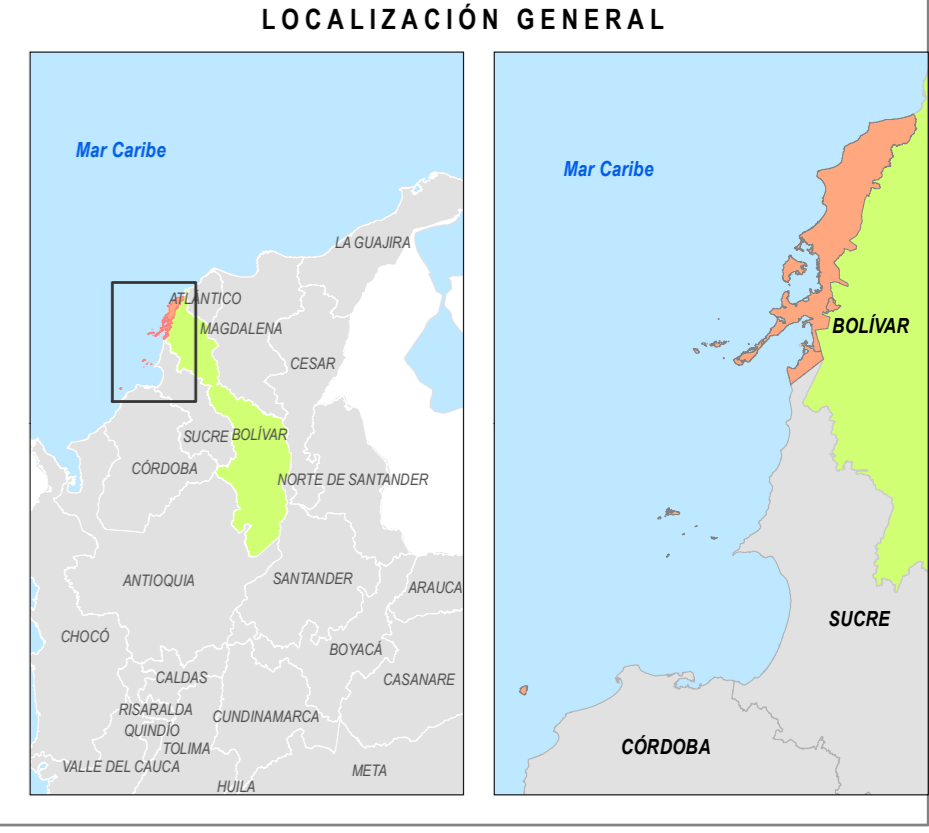 LOCALIZACIÓN GENERAL
Mar Caribe
LA GUAJIRA
ATLÁNTICO
MAGDALENA
CESAR
SUCRE
BOLÍVAR
CÓRDOBA
NORTE DE SANTANDER
ANTIOQUIA
SANTANDER
ARAUCA
CHOCÓ
BOYACÁ
CALDAS
CASANARE
RISARALDA
CUNDINAMARCA
QUINDÍO
TOLIMA
VALLE DEL CAUCA
META
HUILA
Mar Caribe
BOLÍVAR
SUCRE
CÓRDOBA